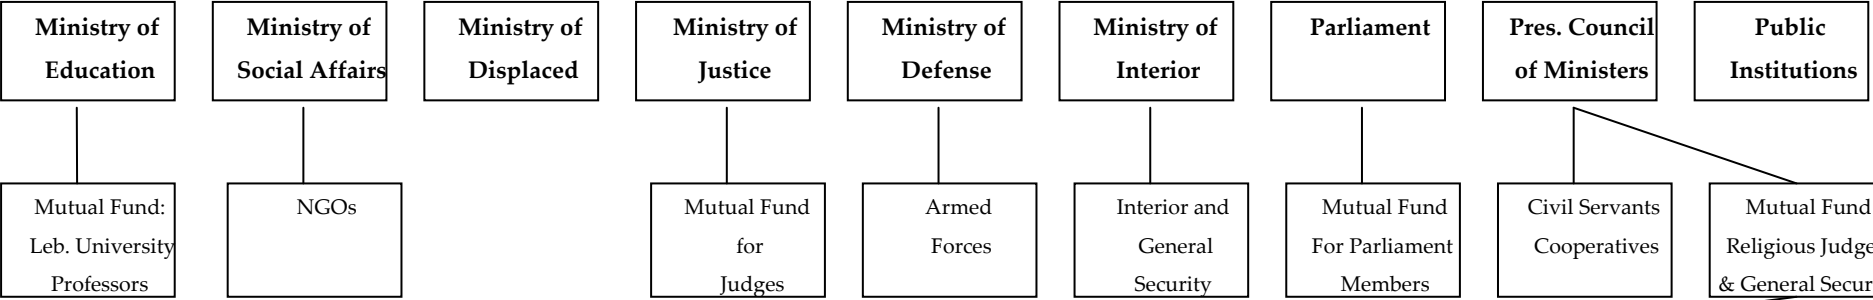 Ministry of
Education
Ministry of
Social Affairs
Ministry of
Displaced
Ministry of
Justice
Ministry of
Defense
Ministry of
Interior
Parliament
Pres. Council
of Ministers
Public
Institutions
Mutual Fund:
Leb. University
Professors
NGOs
Mutual Fund
for
Judges
Armed
Forces
Interior and
General
Security
Mutual Fund
For Parliament
Members
Civil Servants
Cooperatives
Mutual Fund
Religious
& General